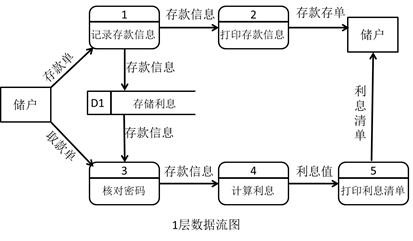 1
存款信息
2
存款存单
记录存款信息
打印存款信息
储户
存款单
存款信息
储户
D1
存储利息
利息清单
取款单
存款信息
3
存款信息
4
利息值
5
核对密码
计算利息
打印利息清单
1层数据流图